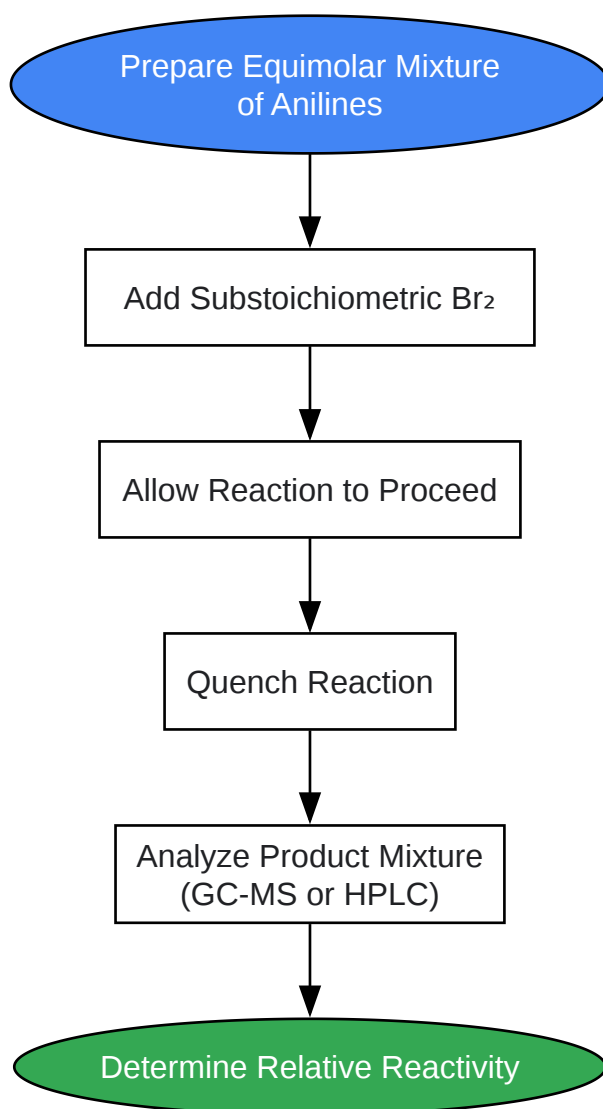 Prepare Equimolar Mixture
of Anilines
Add Substoichiometric Br₂
Allow Reaction to Proceed
Quench Reaction
Analyze Product Mixture
(GC-MS or HPLC)
Determine Relative Reactivity